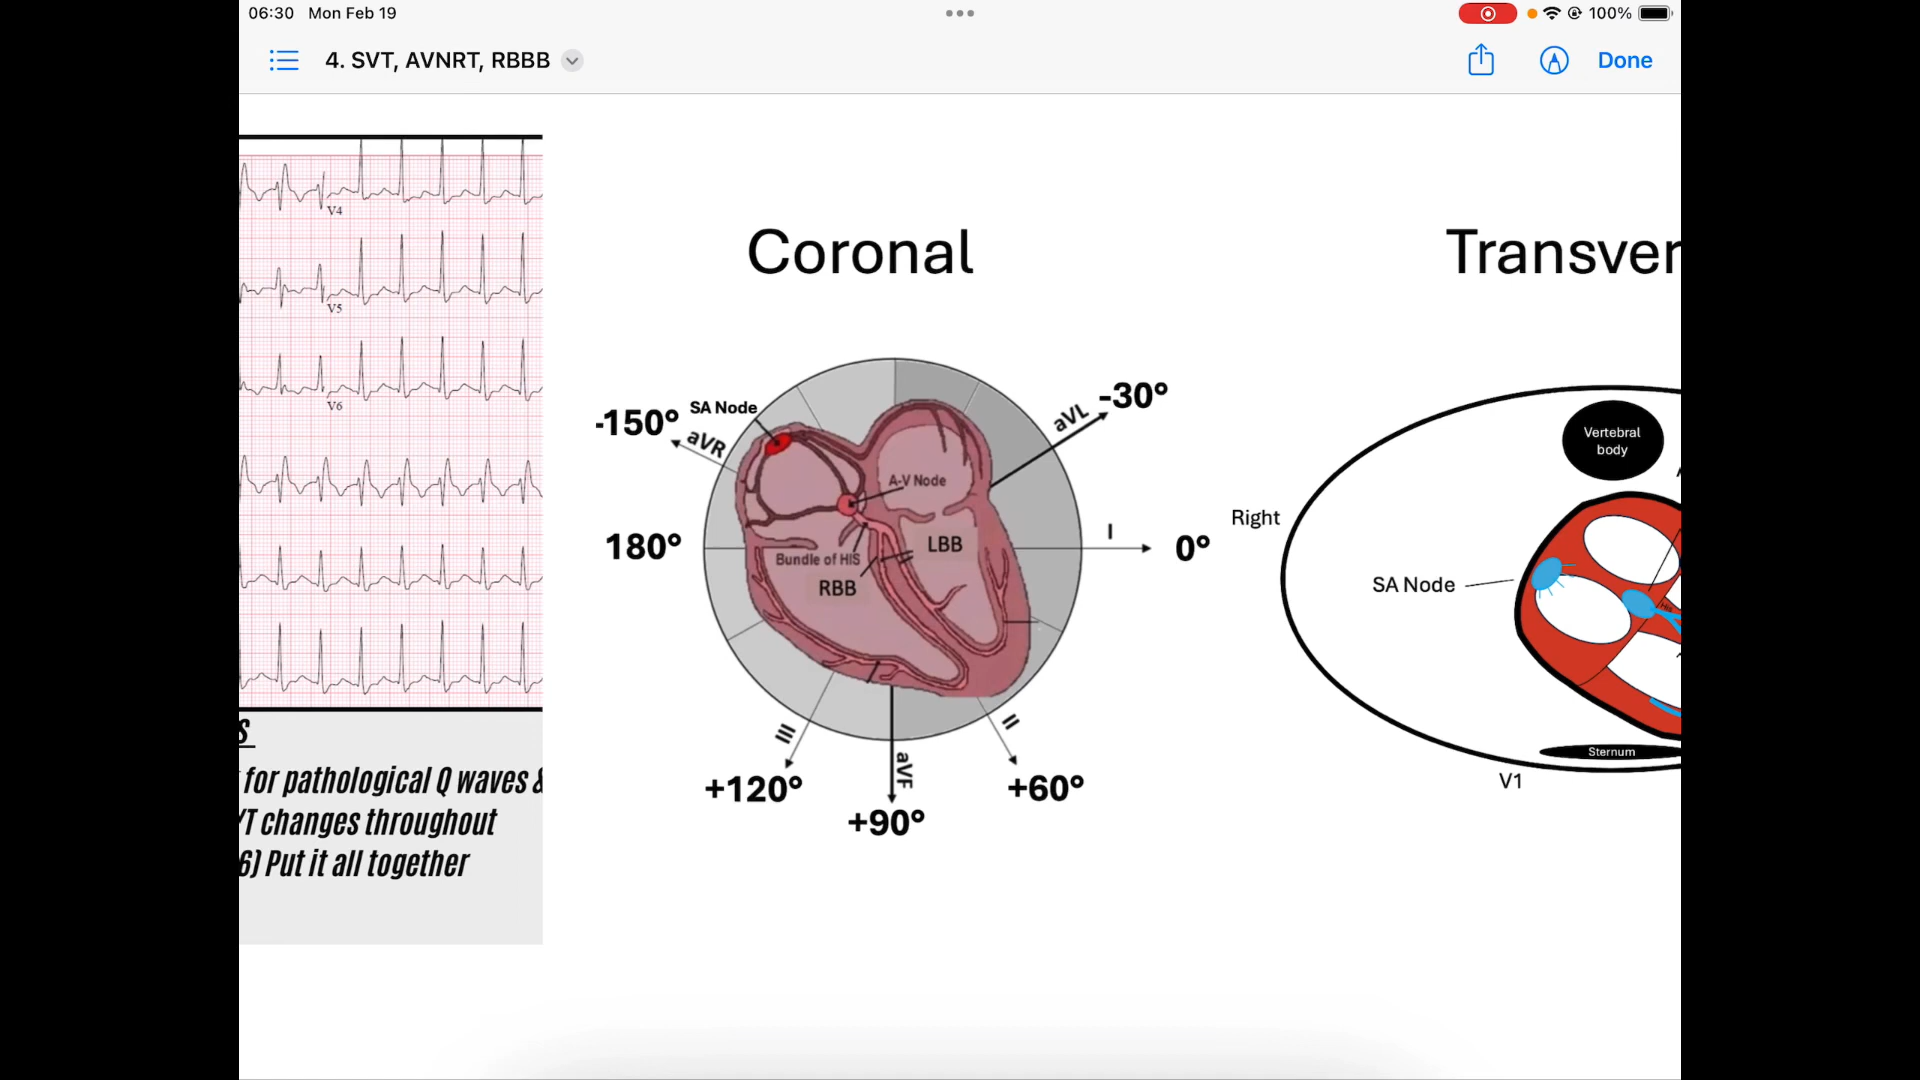 06:30 Mon Feb 19
100%
4. SVT, AVNRT, RBBB
Done
V4
V5
V6
for pathological Q waves &
T changes throughout
6) Put it all together
Coronal
-150°
SA Node
aVR
aVL
-30°
A-V Node
180°
Bundle of HIS
LBB
RBB
I
0°
III
aVF
II
+120°
+90°
+60°
Transver
Vertebral
body
Right
SA Node
His
Sternum
V1